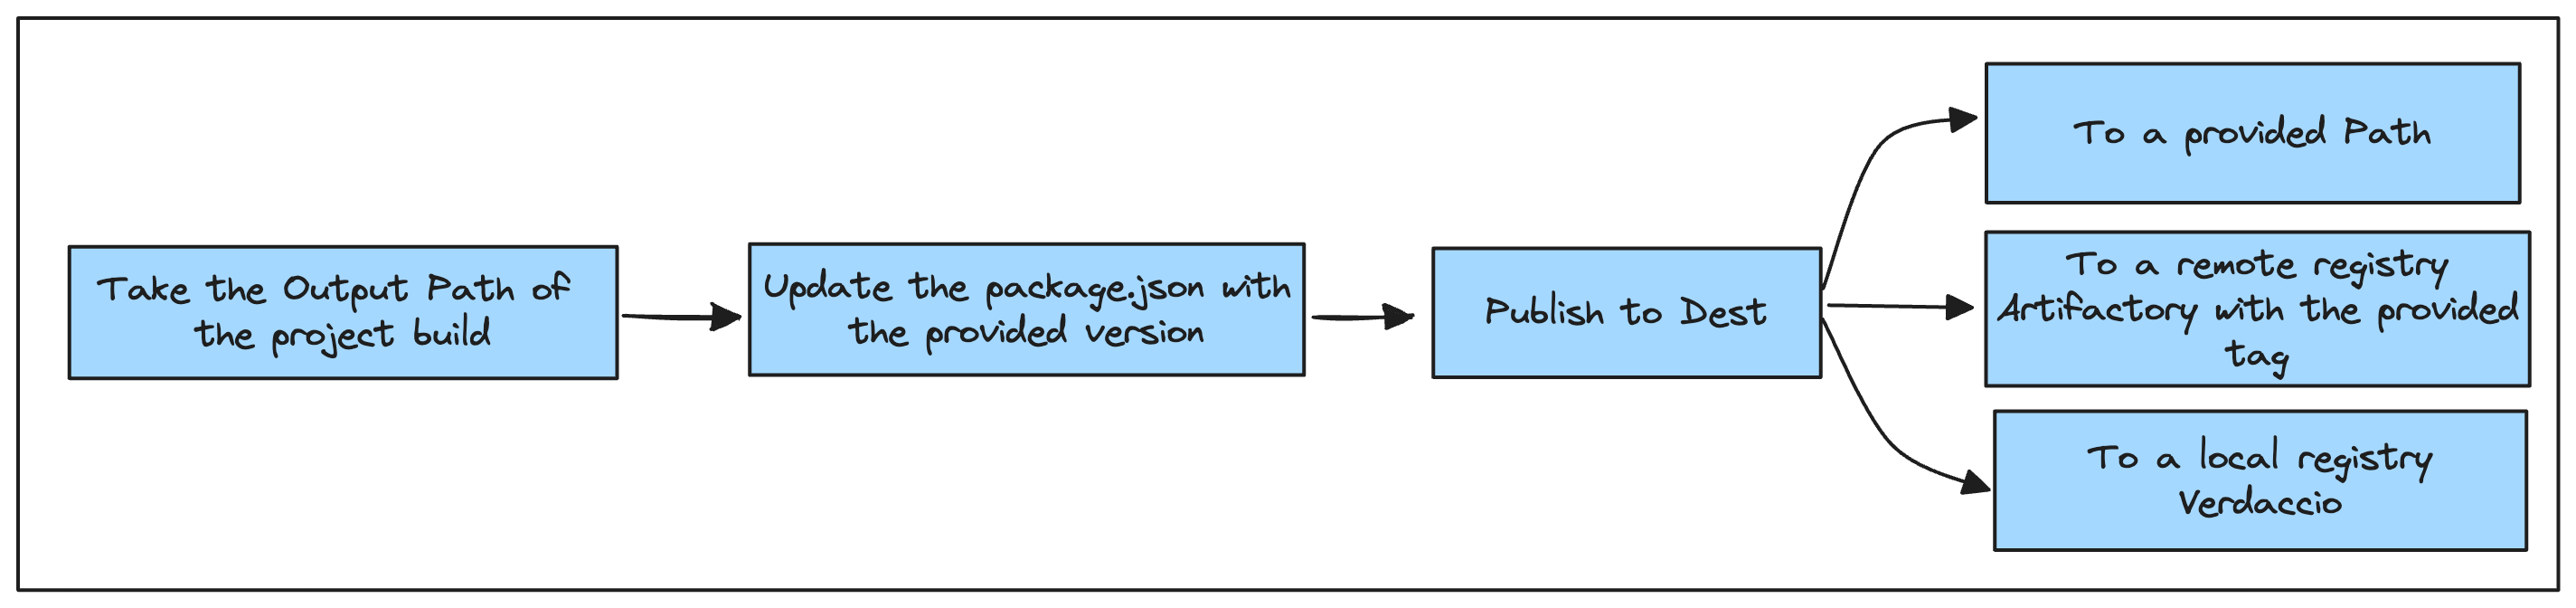 Take the Output Path of
the project build
Update the package.json with
the provided version
Publish to Dest
To a provided Path
To a remote registry
Artifactory with the provided
tag
To a local registry
Verdaccio